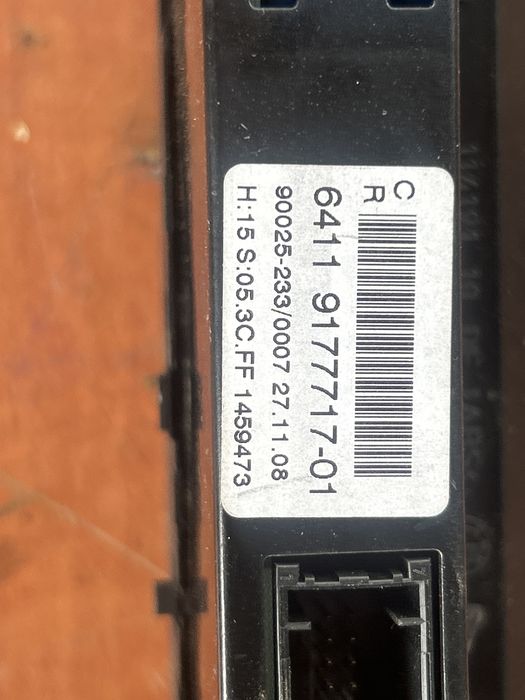 C
R
6411 9177717-01
90025-233/0007 27.11.08
H:15 S:05.3C.FF 1459473